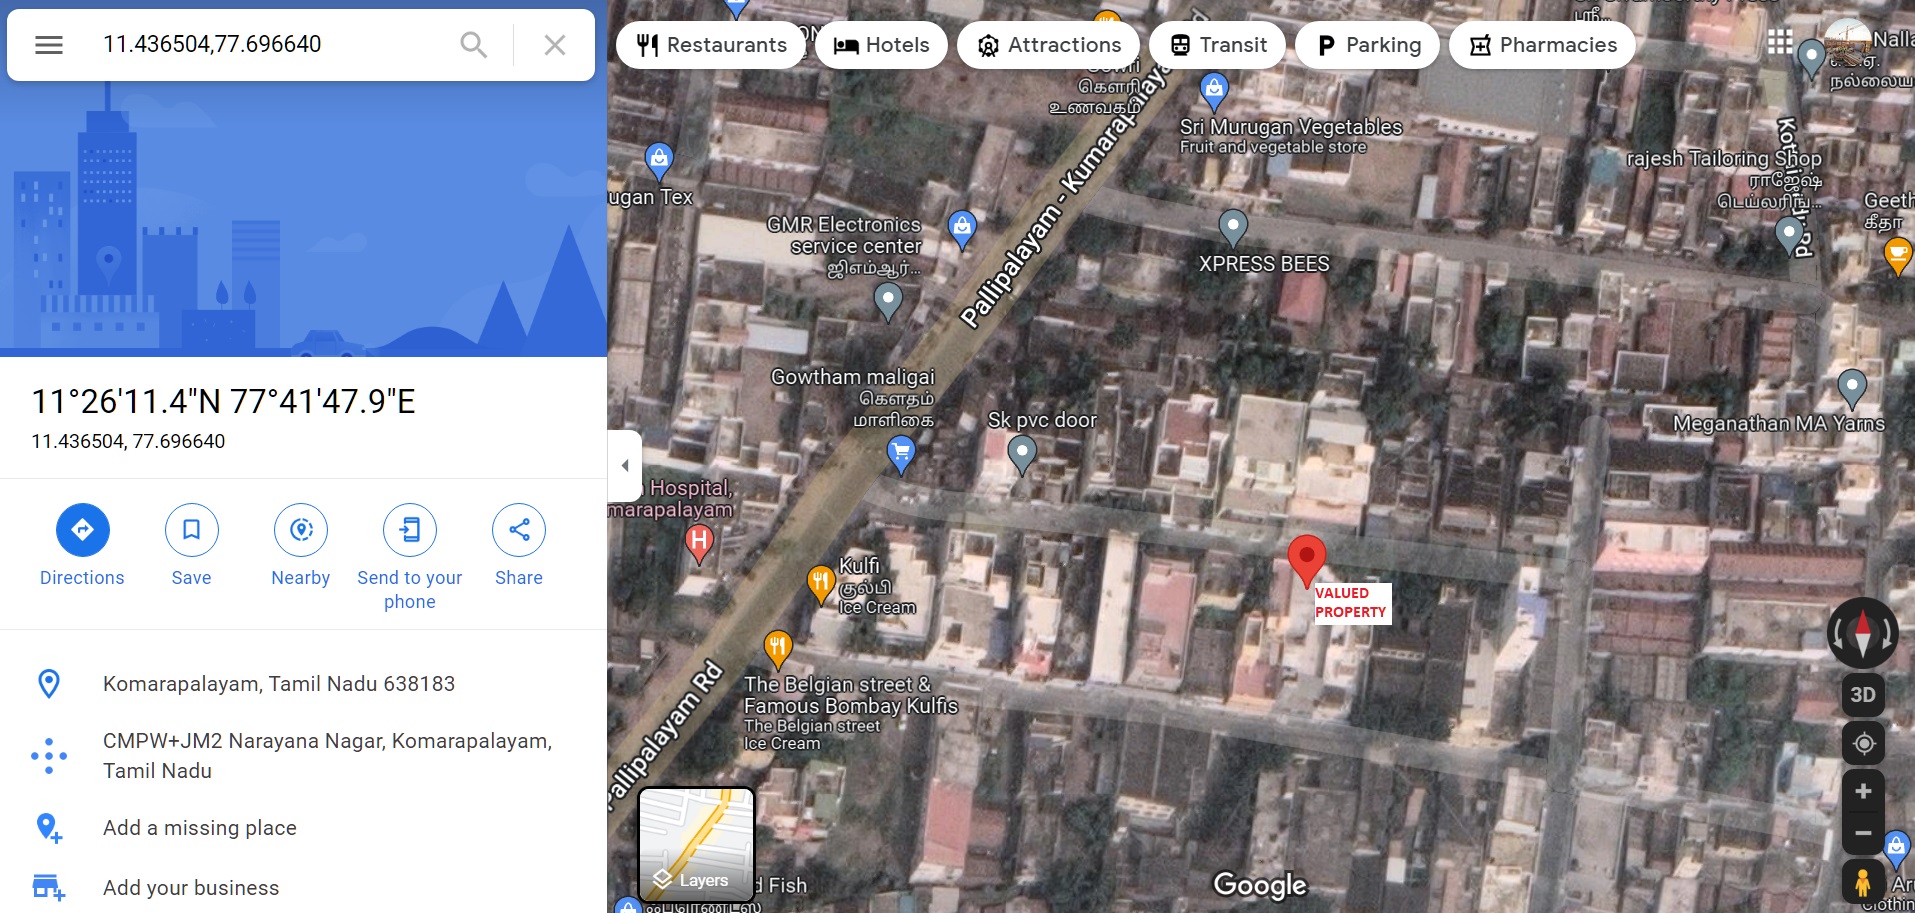 11.436504,77.696640
Restaurants
Hotels
Attractions
Transit
Parking
Pharmacies
கௌரி
உணவகம்
Sri Murugan Vegetables
Fruit and vegetable store
Nalla
நல்லைய
rajesh Tailoring Shop
ராஜேஷ்
டெய்லரிங்...
Geeth
கீதா
ugan Tex
GMR Electronics
service center
ஜிஎம்ஆர்...
Pallipalayam - Kumarapalaya
XPRESS BEES
Gowtham maligai
கௌதம்
மாளிகை
Sk pvc door
Meganathan MA Yarns
Hospital,
marapalayam
H
Kulfi
குல்பி
Ice Cream
VALUED
PROPERTY
The Belgian street &
Famous Bombay Kulfis
The Belgian street
Ice Cream
Pallipalayam Rd
11°26'11.4"N 77°41'47.9"E
11.436504, 77.696640
Directions
Save
Nearby
Send to your
phone
Share
Komarapalayam, Tamil Nadu 638183
CMPW+JM2 Narayana Nagar, Komarapalayam,
Tamil Nadu
Add a missing place
Add your business
3D
Layers
d Fish
Google
Clothin